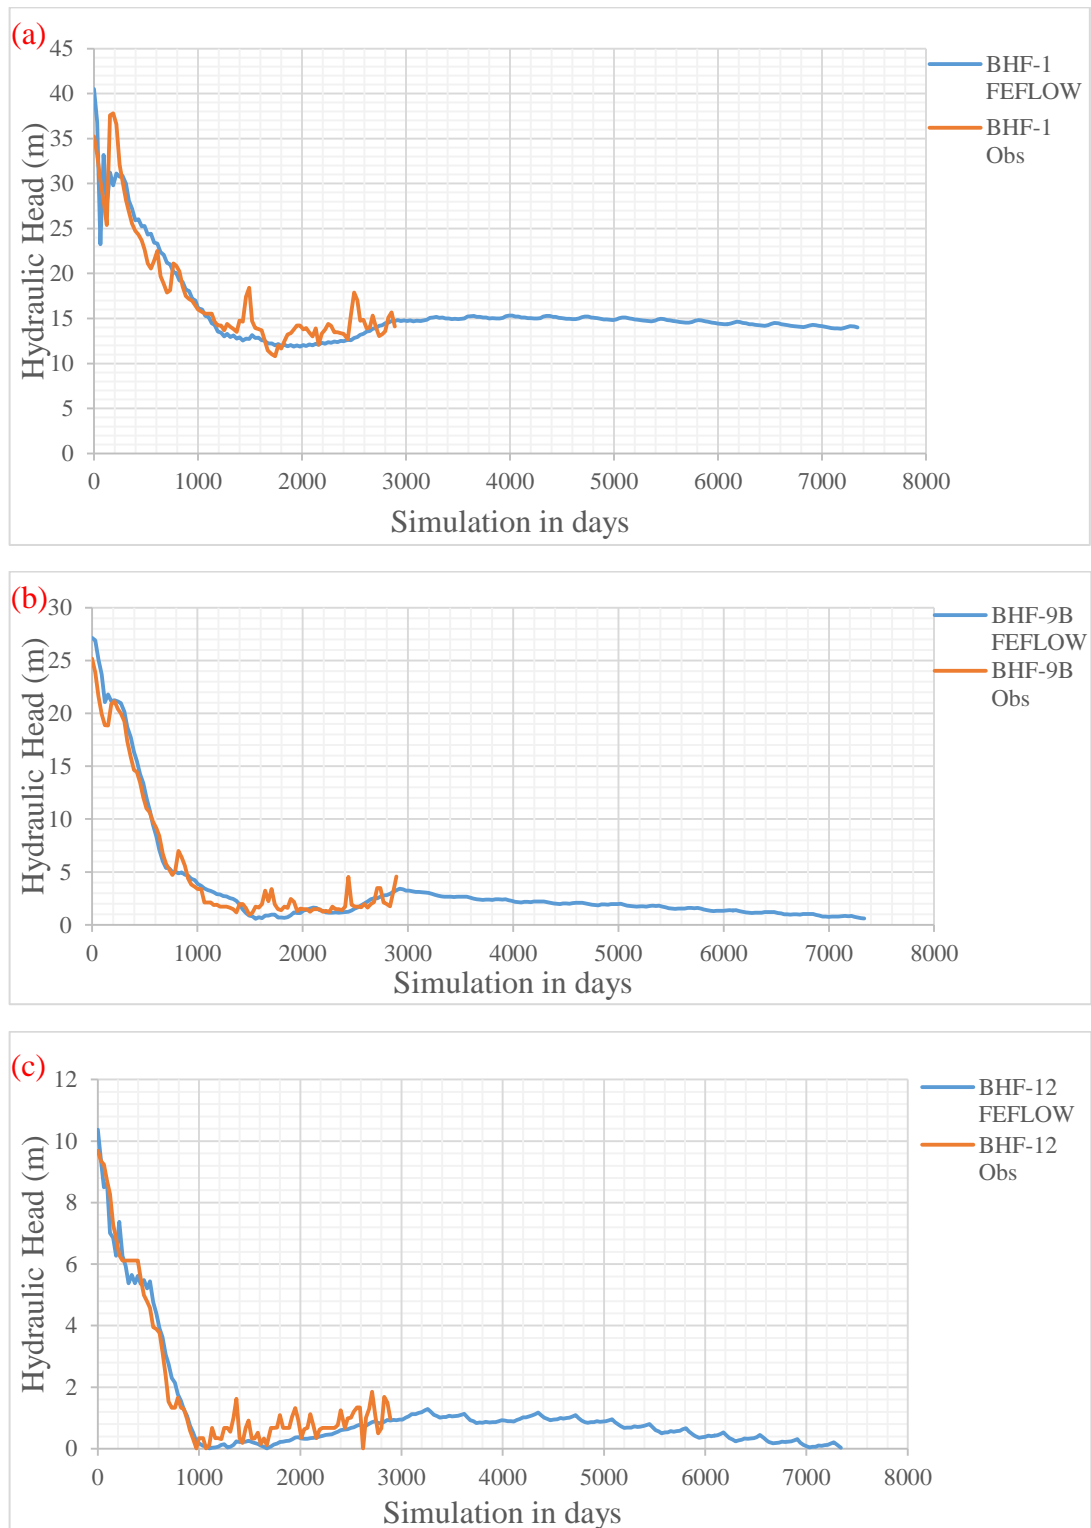 (a)
45
40
35
30
25
20
15
10
5
0
Hydraulic Head (m)
0 1000 2000 3000 4000 5000 6000 7000 8000
Simulation in days
BHF-1
FEFLOW
BHF-1
Obs
(b)
30
25
20
15
10
5
0
Hydraulic Head (m)
0 1000 2000 3000 4000 5000 6000 7000 8000
Simulation in days
BHF-9B
FEFLOW
BHF-9B
Obs
(c)
12
10
8
6
4
2
0
Hydraulic Head (m)
0 1000 2000 3000 4000 5000 6000 7000 8000
Simulation in days
BHF-12
FEFLOW
BHF-12
Obs